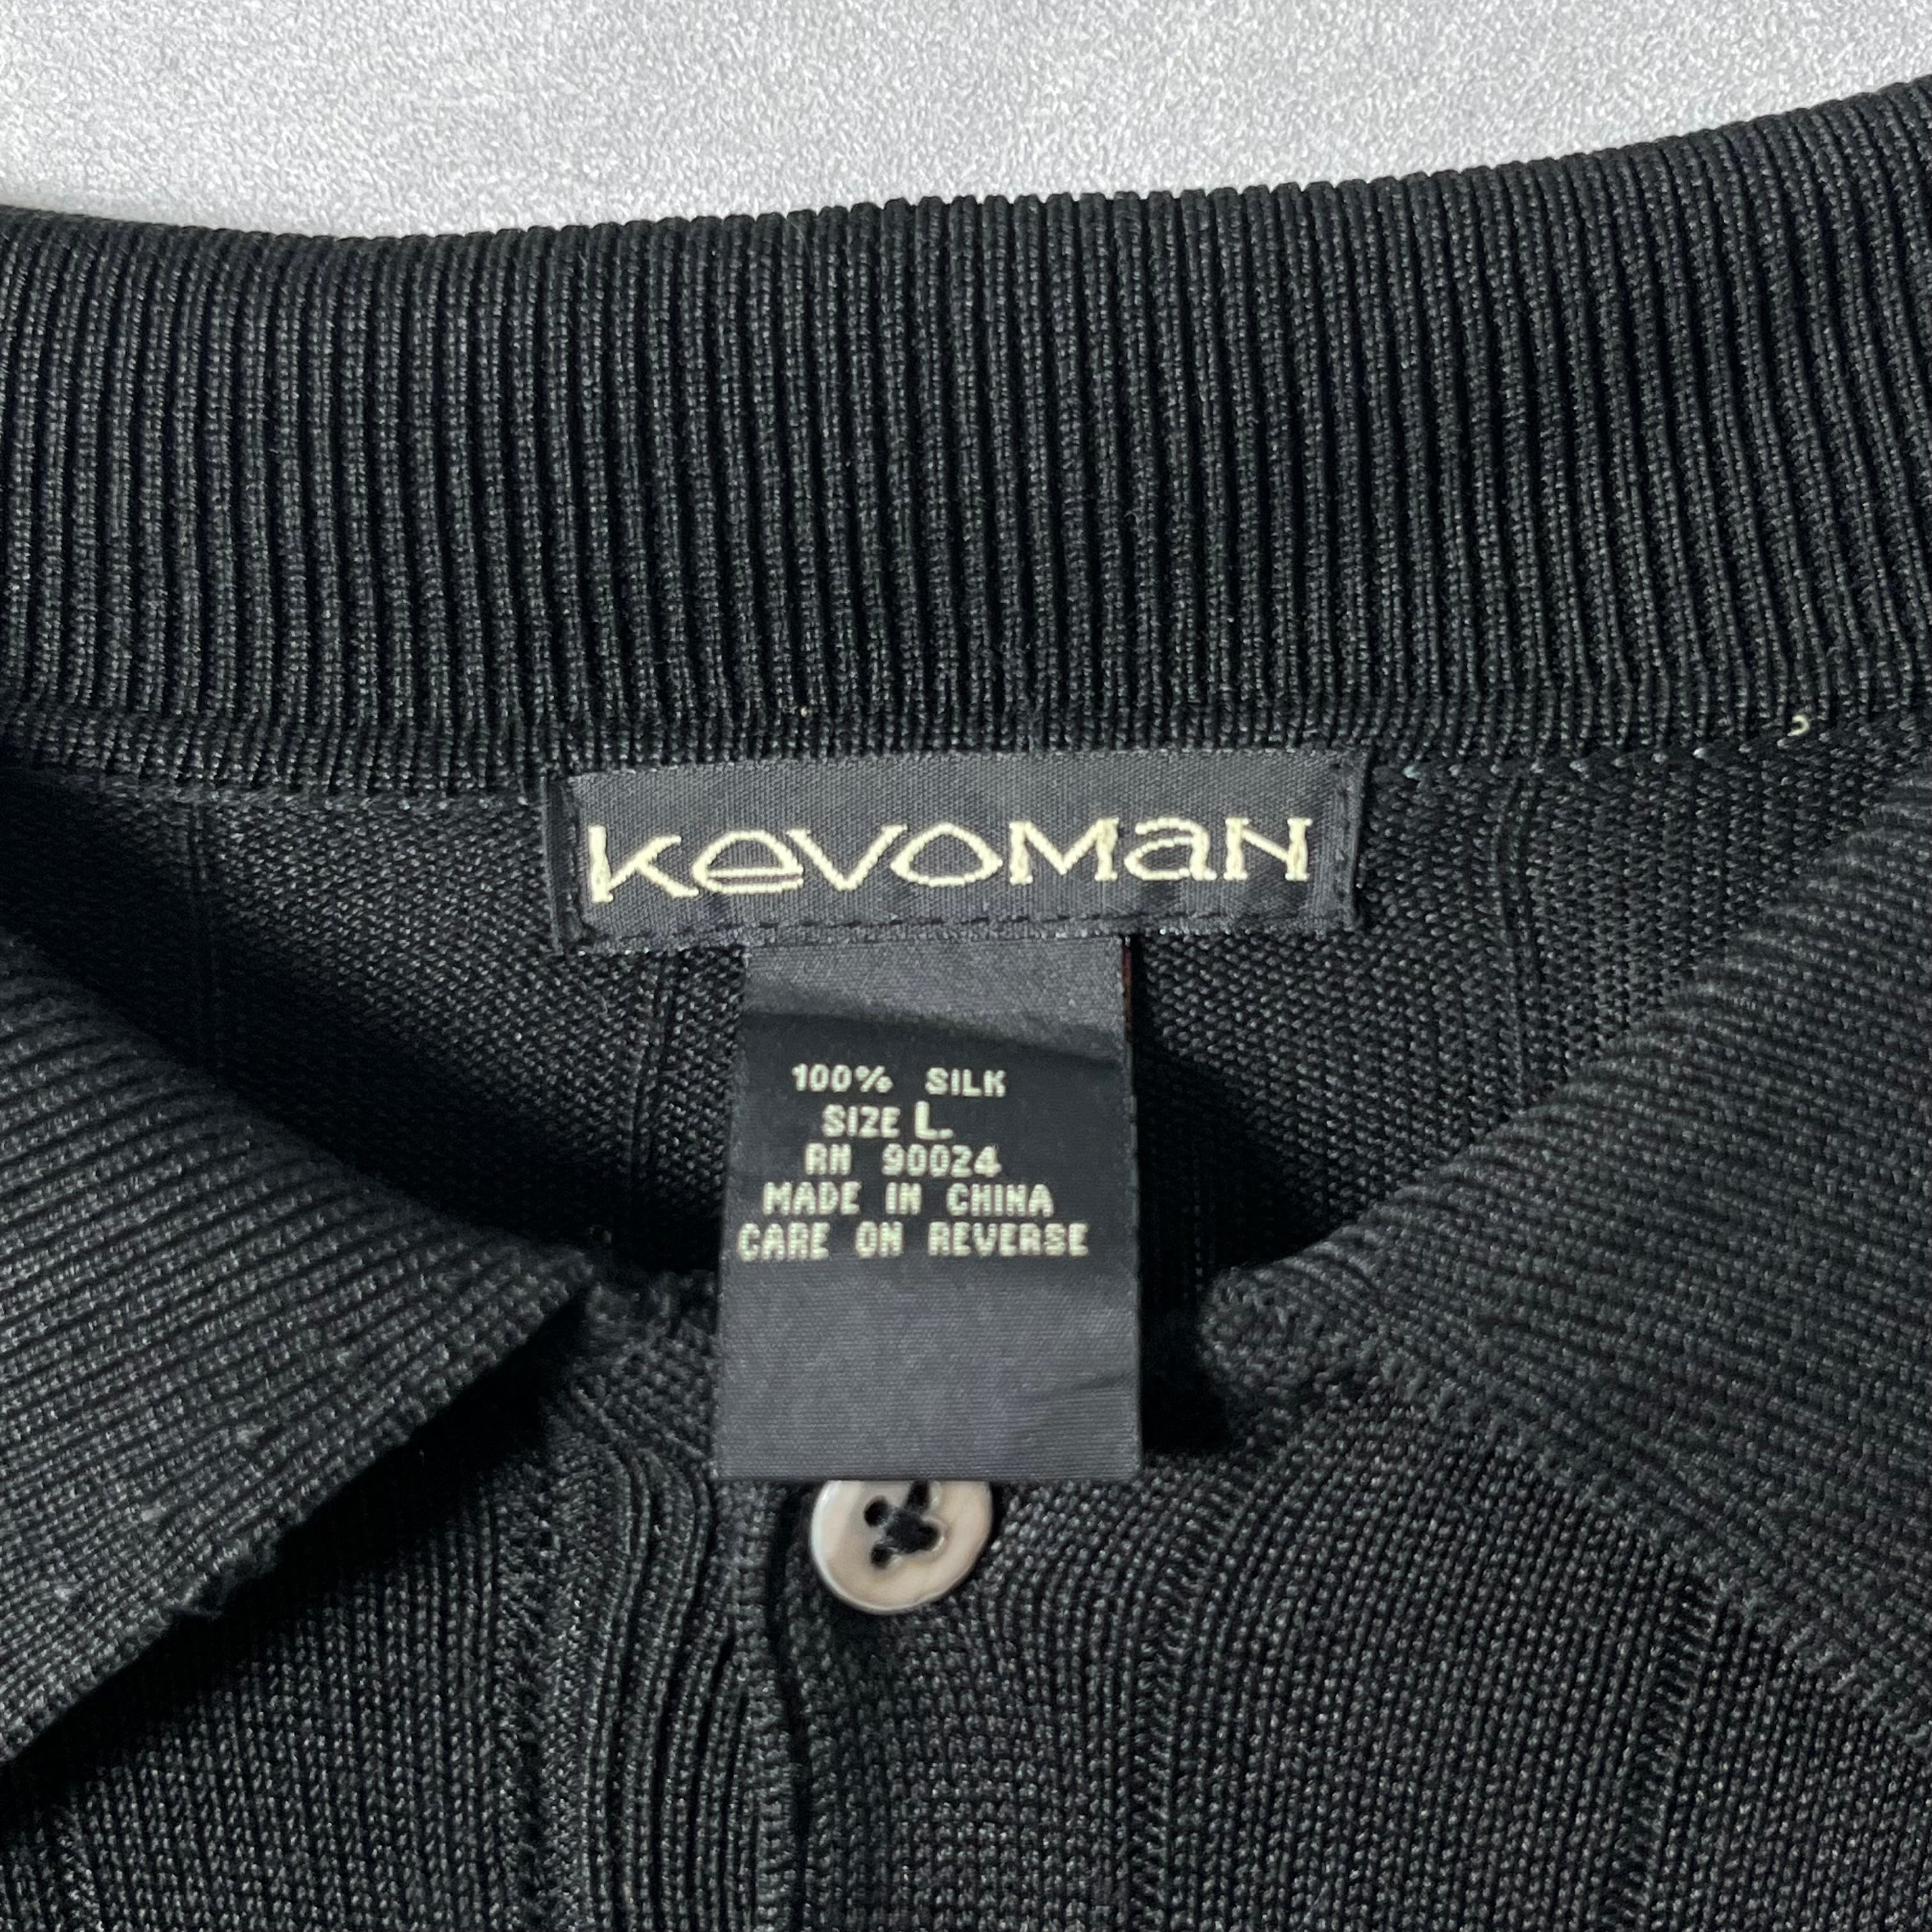 KeVOMaN
100% SILK
SIZE L.
RN 90024
MADE IN CHINA
CARE ON REVERSE